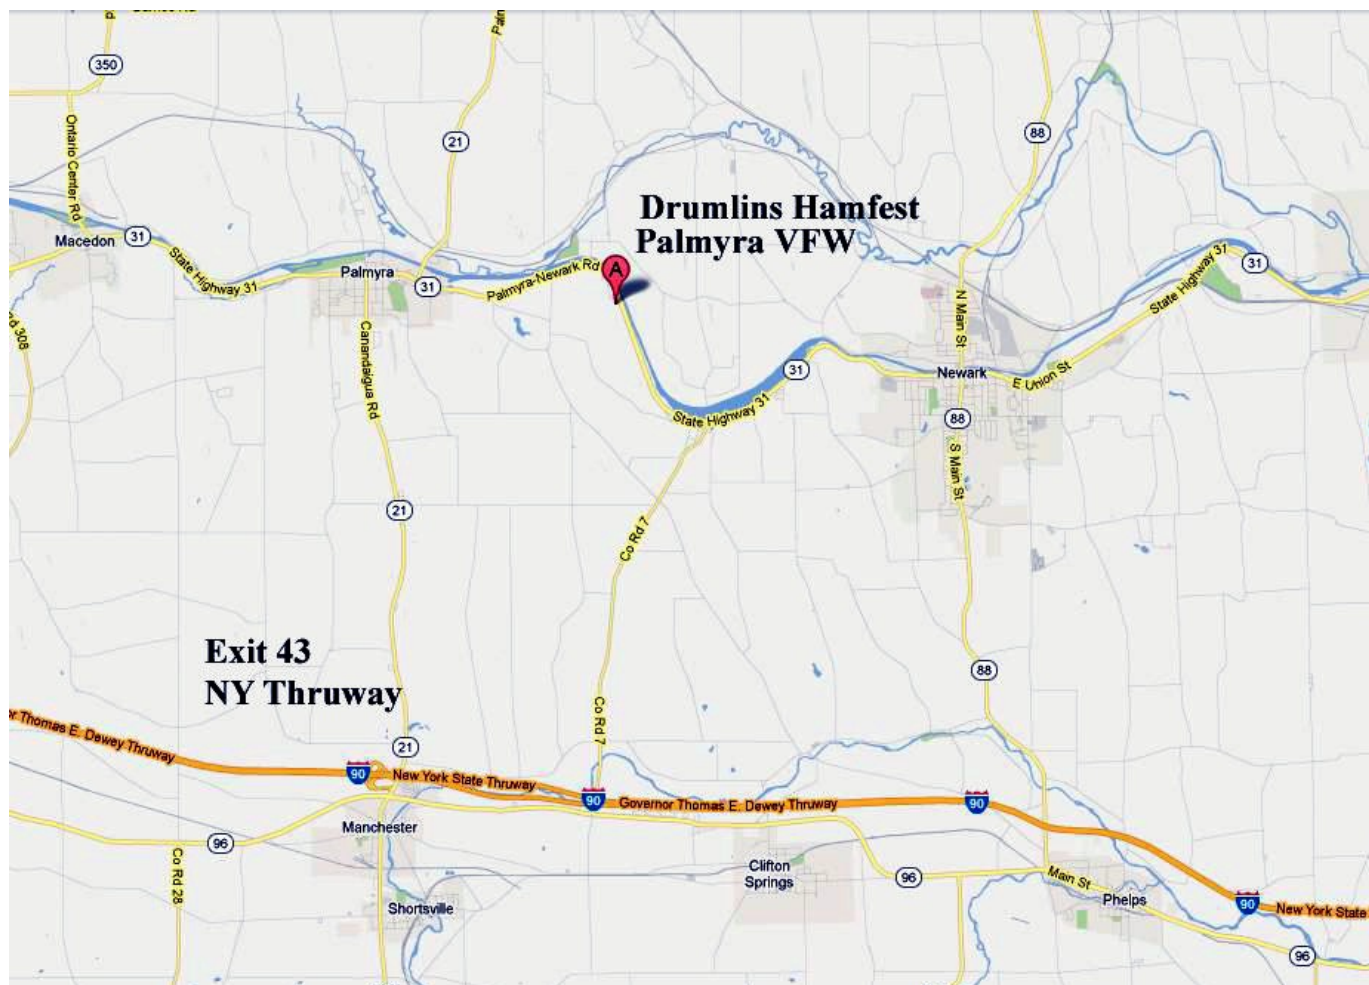 350
Ontario Center Rd
21
88
Drumlins Hamfest
Palmyra VFW
Macedon
31
State Highway 31
Palmyra
31
Palmyra-Newark Rd
A
N Main St
State Highway 31
31
Canandaigua Rd
31
State Highway 31
Newark
E Union St
88
S Main St
21
Co Rd 7
Exit 43
NY Thruway
88
Co Rd 7
Thomas E. Dewey Thruway
21
90
New York State Thruway
90
Governor Thomas E. Dewey Thruway
90
Manchester
96
Co Rd 28
Clifton
Springs
96
Main St
Phelps
Shortsville
90
New York State
96